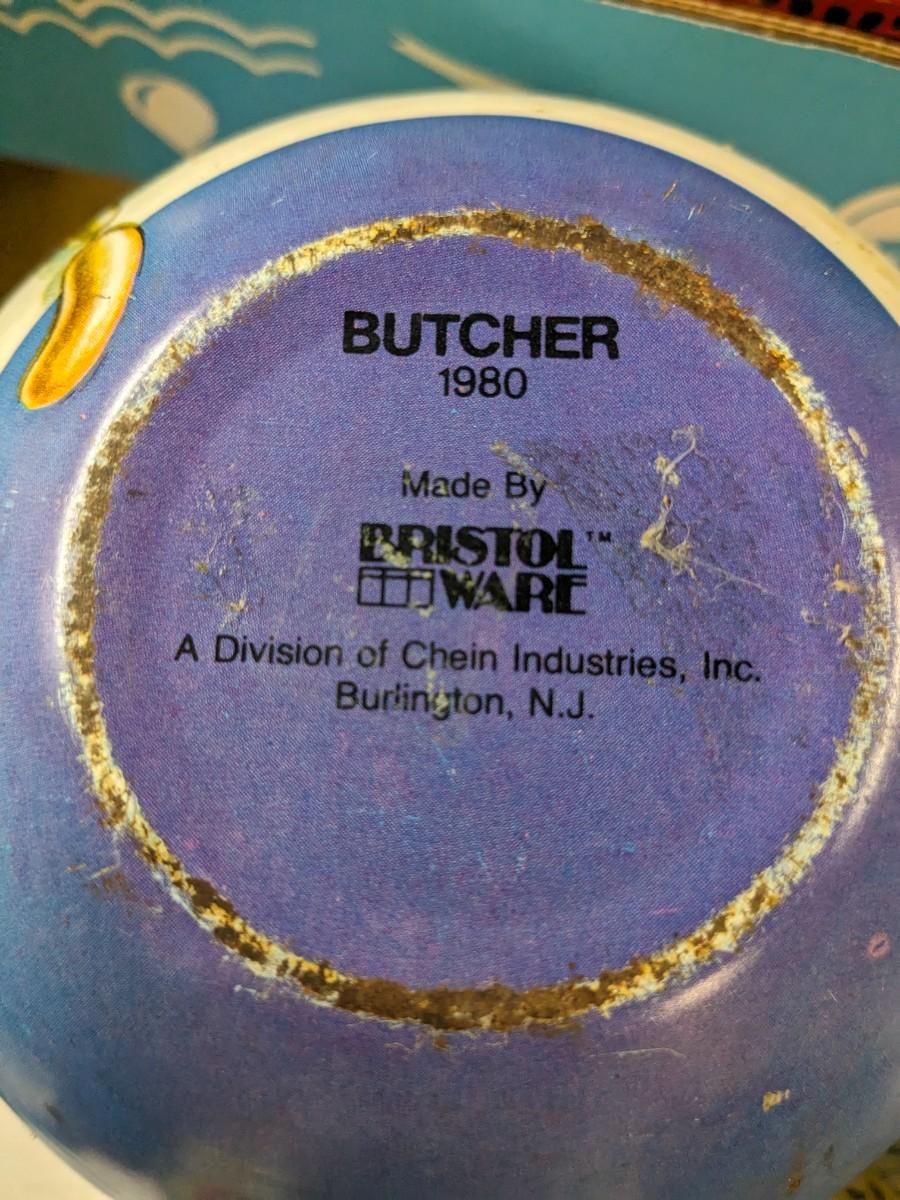 BUTCHER
1980
Made By
BRISTOL™
WARE
A Division of Chein Industries, Inc.
Burlington, N.J.